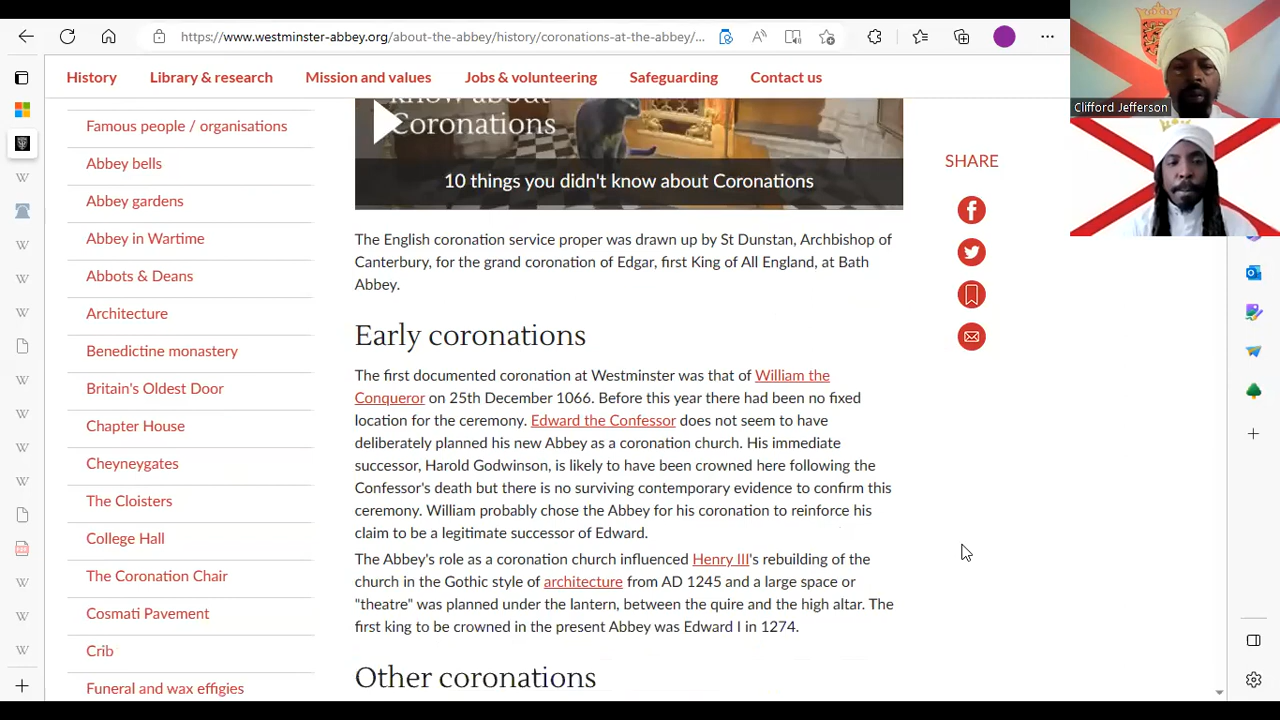 https://www.westminster-abbey.org/about-the-abbey/history/coronations-at-the-abbey/...
History
Library & research
Mission and values
Jobs & volunteering
Safeguarding
Contact us
Clifford Jefferson
Famous people / organisations
Abbey bells
Abbey gardens
Abbey in Wartime
Abbots & Deans
Architecture
Benedictine monastery
Britain's Oldest Door
Chapter House
Cheyneygates
The Cloisters
College Hall
The Coronation Chair
Cosmati Pavement
Crib
Funeral and wax effigies
know about
Coronations
10 things you didn't know about Coronations
The English coronation service proper was drawn up by St Dunstan, Archbishop of
Canterbury, for the grand coronation of Edgar, first King of All England, at Bath
Abbey.
Early coronations
The first documented coronation at Westminster was that of William the
Conqueror on 25th December 1066. Before this year there had been no fixed
location for the ceremony. Edward the Confessor does not seem to have
deliberately planned his new Abbey as a coronation church. His immediate
successor, Harold Godwinson, is likely to have been crowned here following the
Confessor's death but there is no surviving contemporary evidence to confirm this
ceremony. William probably chose the Abbey for his coronation to reinforce his
claim to be a legitimate successor of Edward.
The Abbey's role as a coronation church influenced Henry III's rebuilding of the
church in the Gothic style of architecture from AD 1245 and a large space or
"theatre" was planned under the lantern, between the quire and the high altar. The
first king to be crowned in the present Abbey was Edward I in 1274.
Other coronations
SHARE